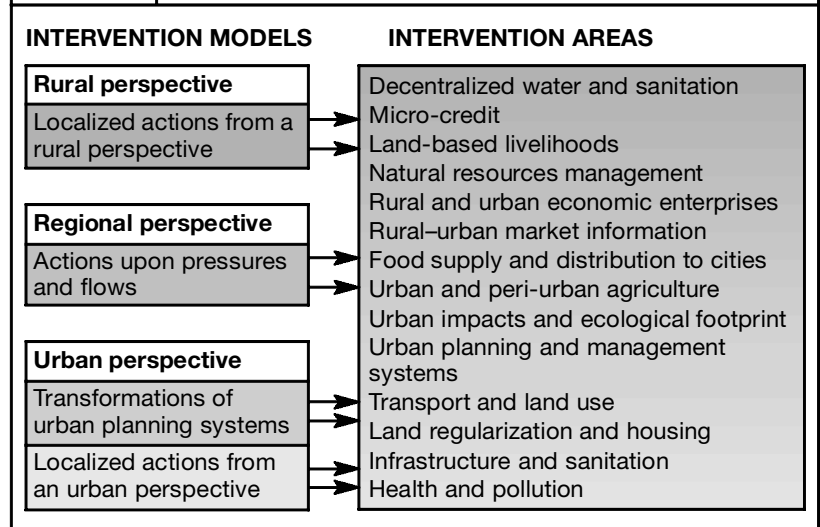 INTERVENTION MODELS
Rural perspective
Localized actions from a
rural perspective
Regional perspective
Actions upon pressures
and flows
Urban perspective
Transformations of
urban planning systems
Localized actions from
an urban perspective
INTERVENTION AREAS
Decentralized water and sanitation
Micro-credit
Land-based livelihoods
Natural resources management
Rural and urban economic enterprises
Rural–urban market information
Food supply and distribution to cities
Urban and peri-urban agriculture
Urban impacts and ecological footprint
Urban planning and management
systems
Transport and land use
Land regularization and housing
Infrastructure and sanitation
Health and pollution